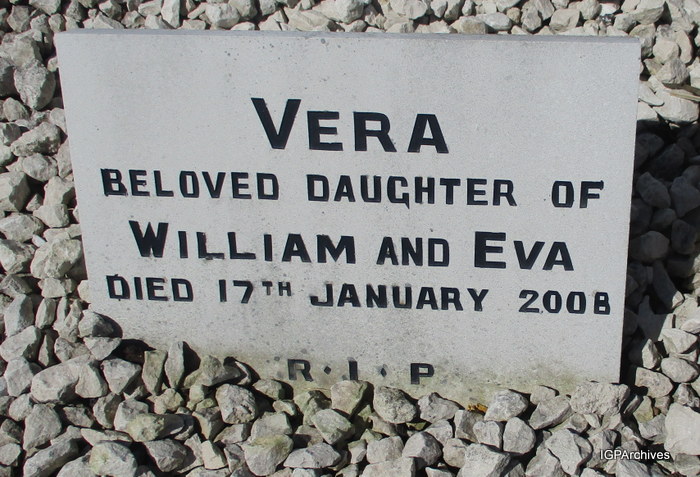 VERA
BELOVED DAUGHTER OF
WILLIAM AND EVA
DIED 17TH JANUARY 2008
R·I·P
IGPArchives